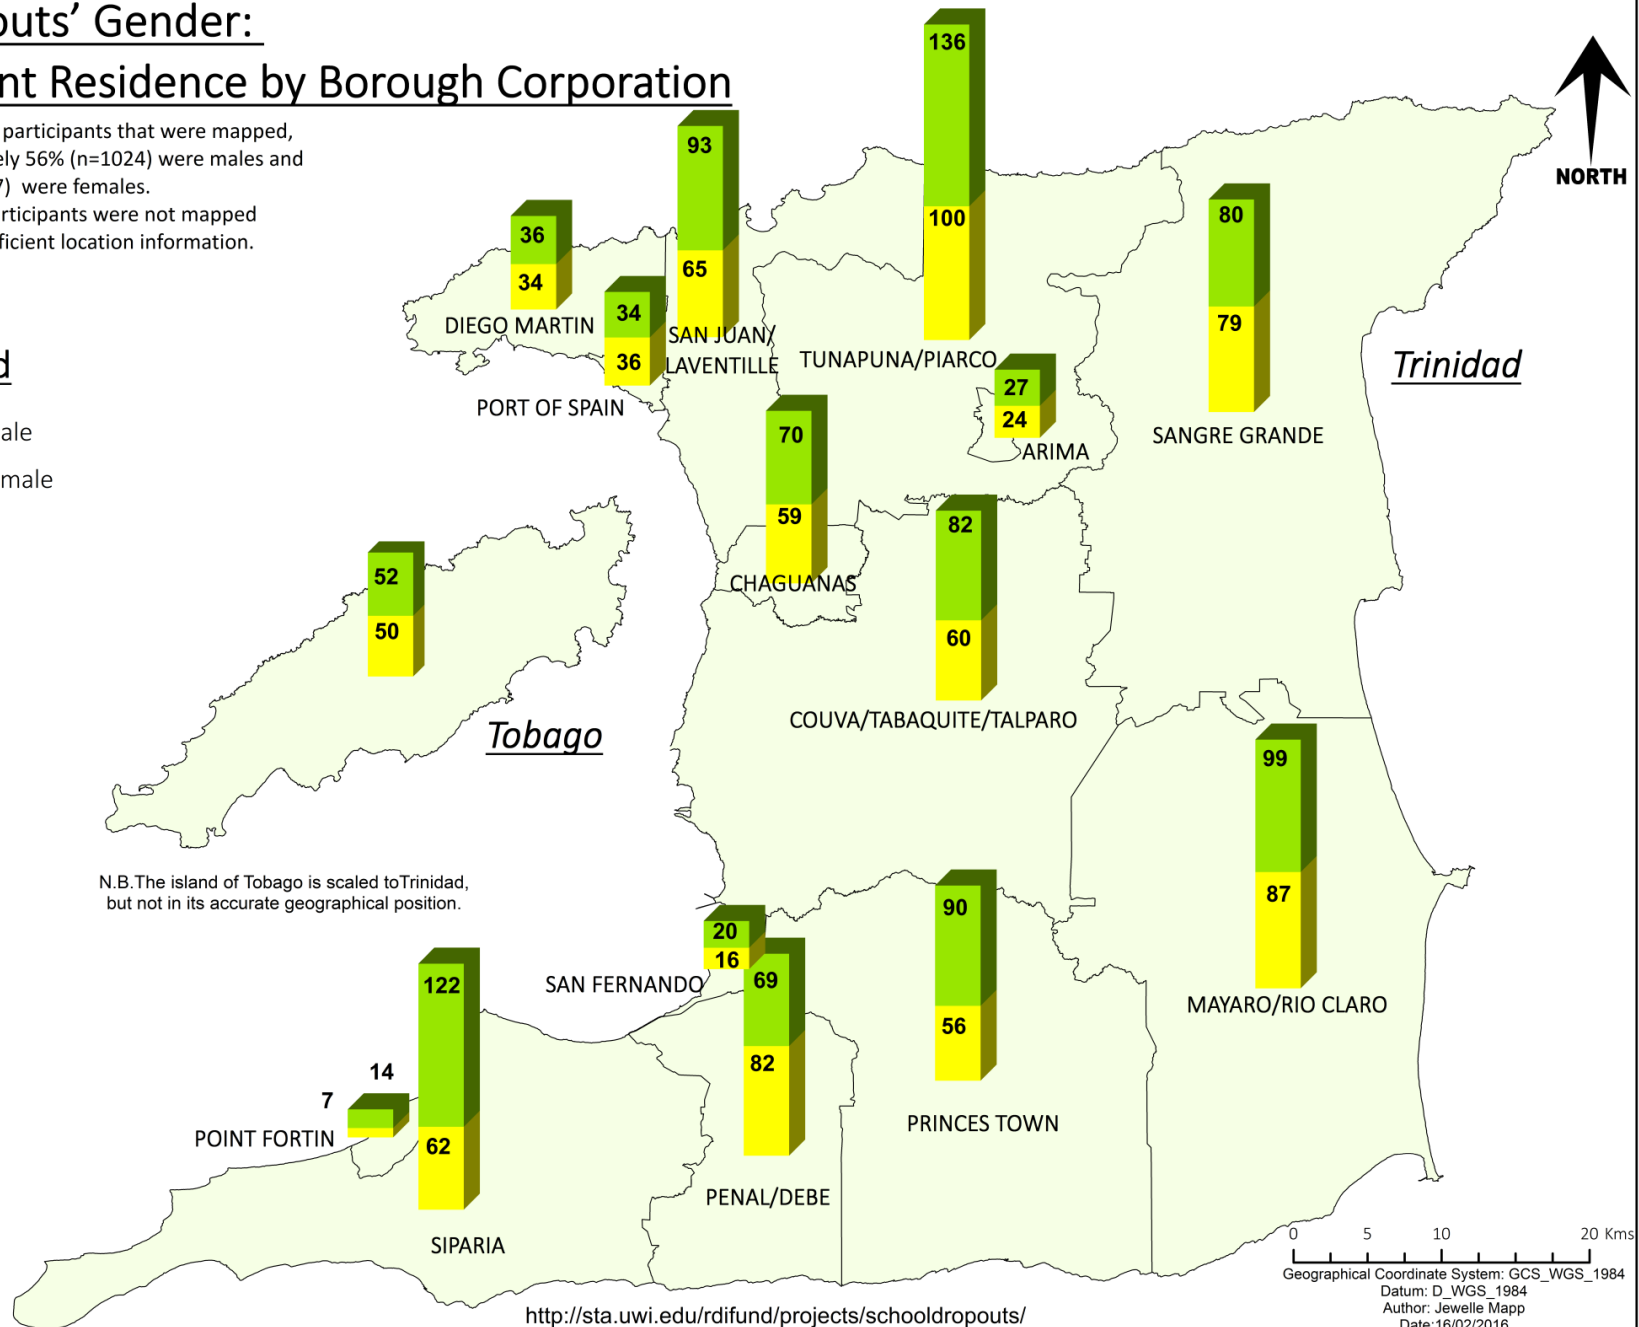 outs’ Gender:
nt Residence by Borough Corporation
participants that were mapped,
ely 56% (n=1024) were males and
7) were females.
rticipants were not mapped
fficient location information.
d
ale
male
NORTH
136
100
93
65
SAN JUAN/
LAVENTILLE
36
34
DIEGO MARTIN
34
36
PORT OF SPAIN
TUNAPUNA/PIARCO
80
79
SANGRE GRANDE
Trinidad
27
24
ARIMA
70
59
CHAGUANAS
82
60
COUVA/TABAQUITE/TALPARO
52
50
Tobago
N.B.The island of Tobago is scaled toTrinidad,
but not in its accurate geographical position.
99
87
MAYARO/RIO CLARO
20
16
SAN FERNANDO
69
82
PENAL/DEBE
90
56
PRINCES TOWN
122
62
SIPARIA
14
7
POINT FORTIN
0 5 10 20 Kms
Geographical Coordinate System: GCS_WGS_1984
Datum: D_WGS_1984
Author: Jewelle Mapp
Date:16/02/2016
http://sta.uwi.edu/rdifund/projects/schooldropouts/